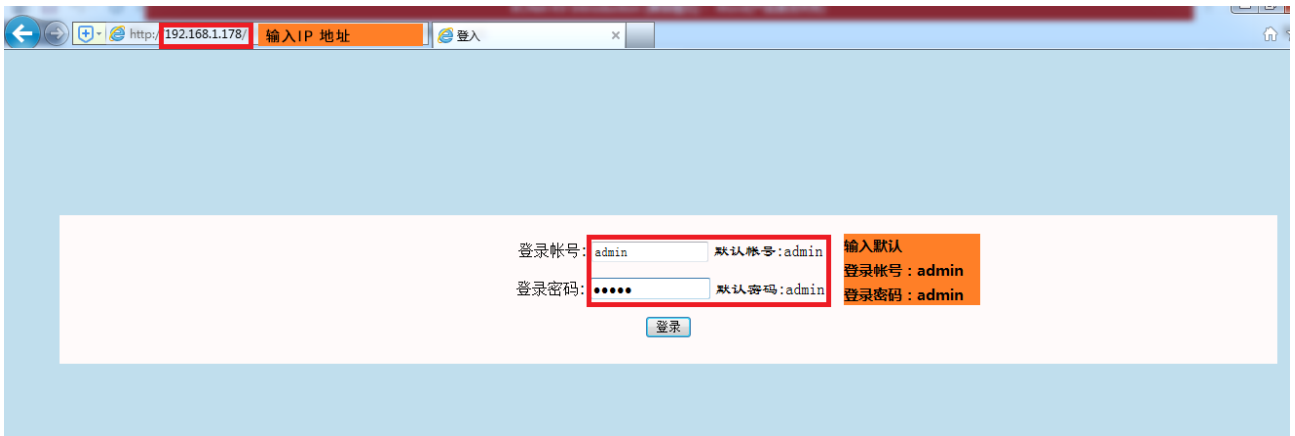 http://192.168.1.178/ 输入IP 地址 登入
登录帐号: admin 默认帐号:admin
登录密码: ●●●●● 默认密码:admin
输入默认
登录帐号：admin
登录密码：admin
登录